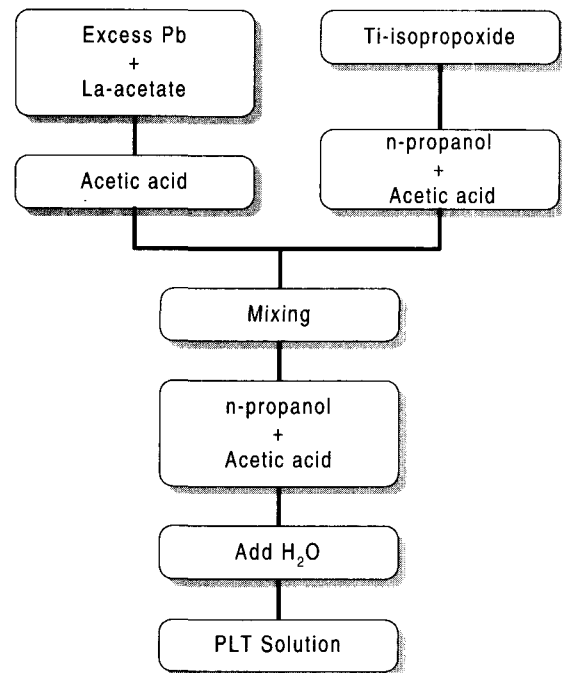 Excess Pb
+
La-acetate
Acetic acid
Ti-isopropoxide
n-propanol
+
Acetic acid
Mixing
n-propanol
+
Acetic acid
Add H₂O
PLT Solution